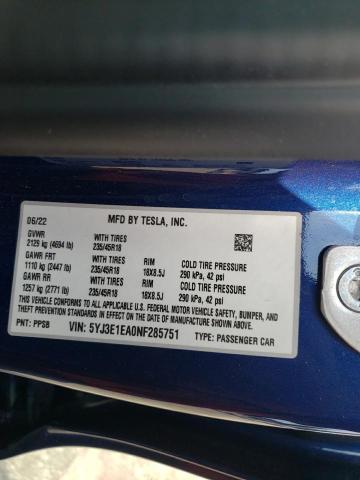 06/22 MFD BY TESLA, INC.
GVWR WITH TIRES
2129 kg (4694 lb) 235/45R18
GAWR FRT WITH TIRES RIM COLD TIRE PRESSURE
1110 kg (2447 lb) 235/45R18 18X8.5J 290 kPa, 42 psi
GAWR RR WITH TIRES RIM COLD TIRE PRESSURE
1257 kg (2771 lb) 235/45R18 18X8.5J 290 kPa, 42 psi
THIS VEHICLE CONFORMS TO ALL APPLICABLE U.S. FEDERAL MOTOR VEHICLE SAFETY, BUMPER, AND
THEFT PREVENTION STANDARDS IN EFFECT ON THE DATE OF MANUFACTURE SHOWN ABOVE.
PNT: PPSB VIN: 5YJ3E1EA0NF285751 TYPE: PASSENGER CAR